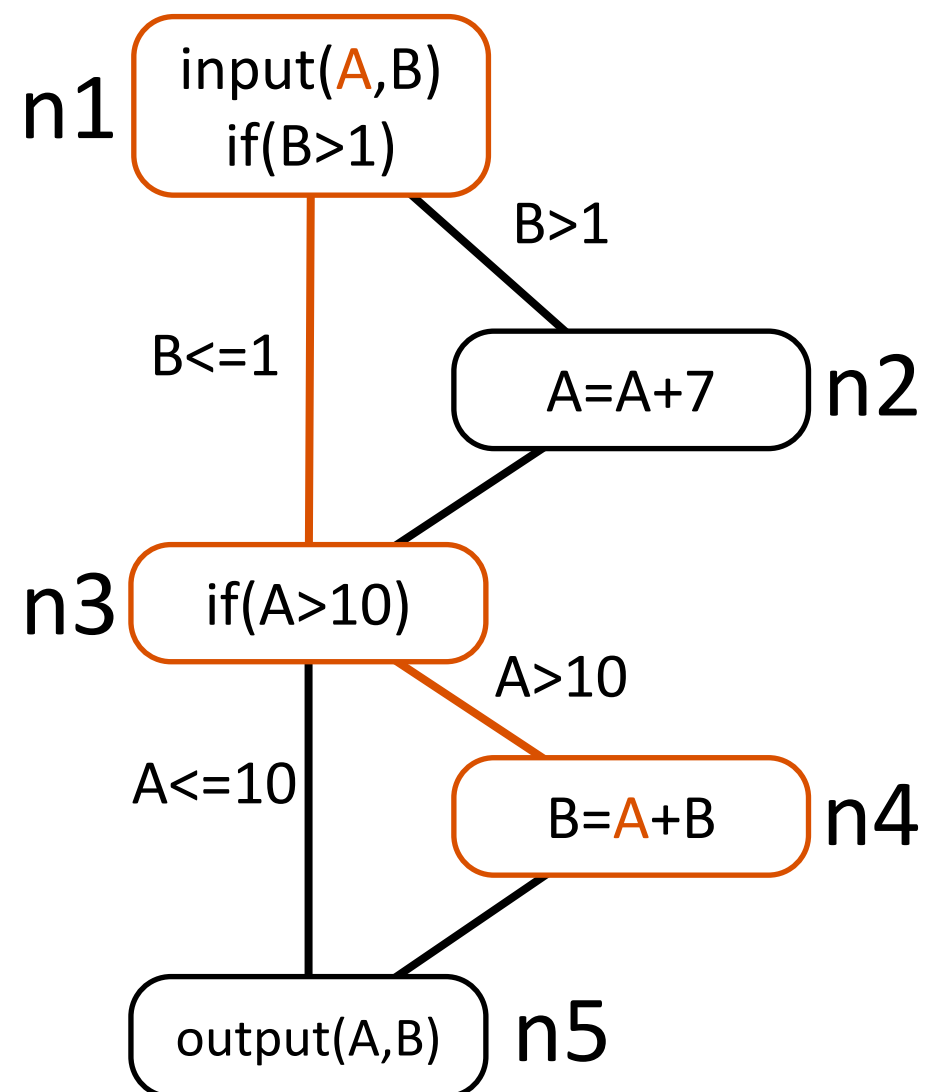 n1
input(A,B)
if(B>1)
B>1
B<=1
A=A+7
n2
n3
if(A>10)
A>10
A<=10
B=A+B
n4
output(A,B)
n5